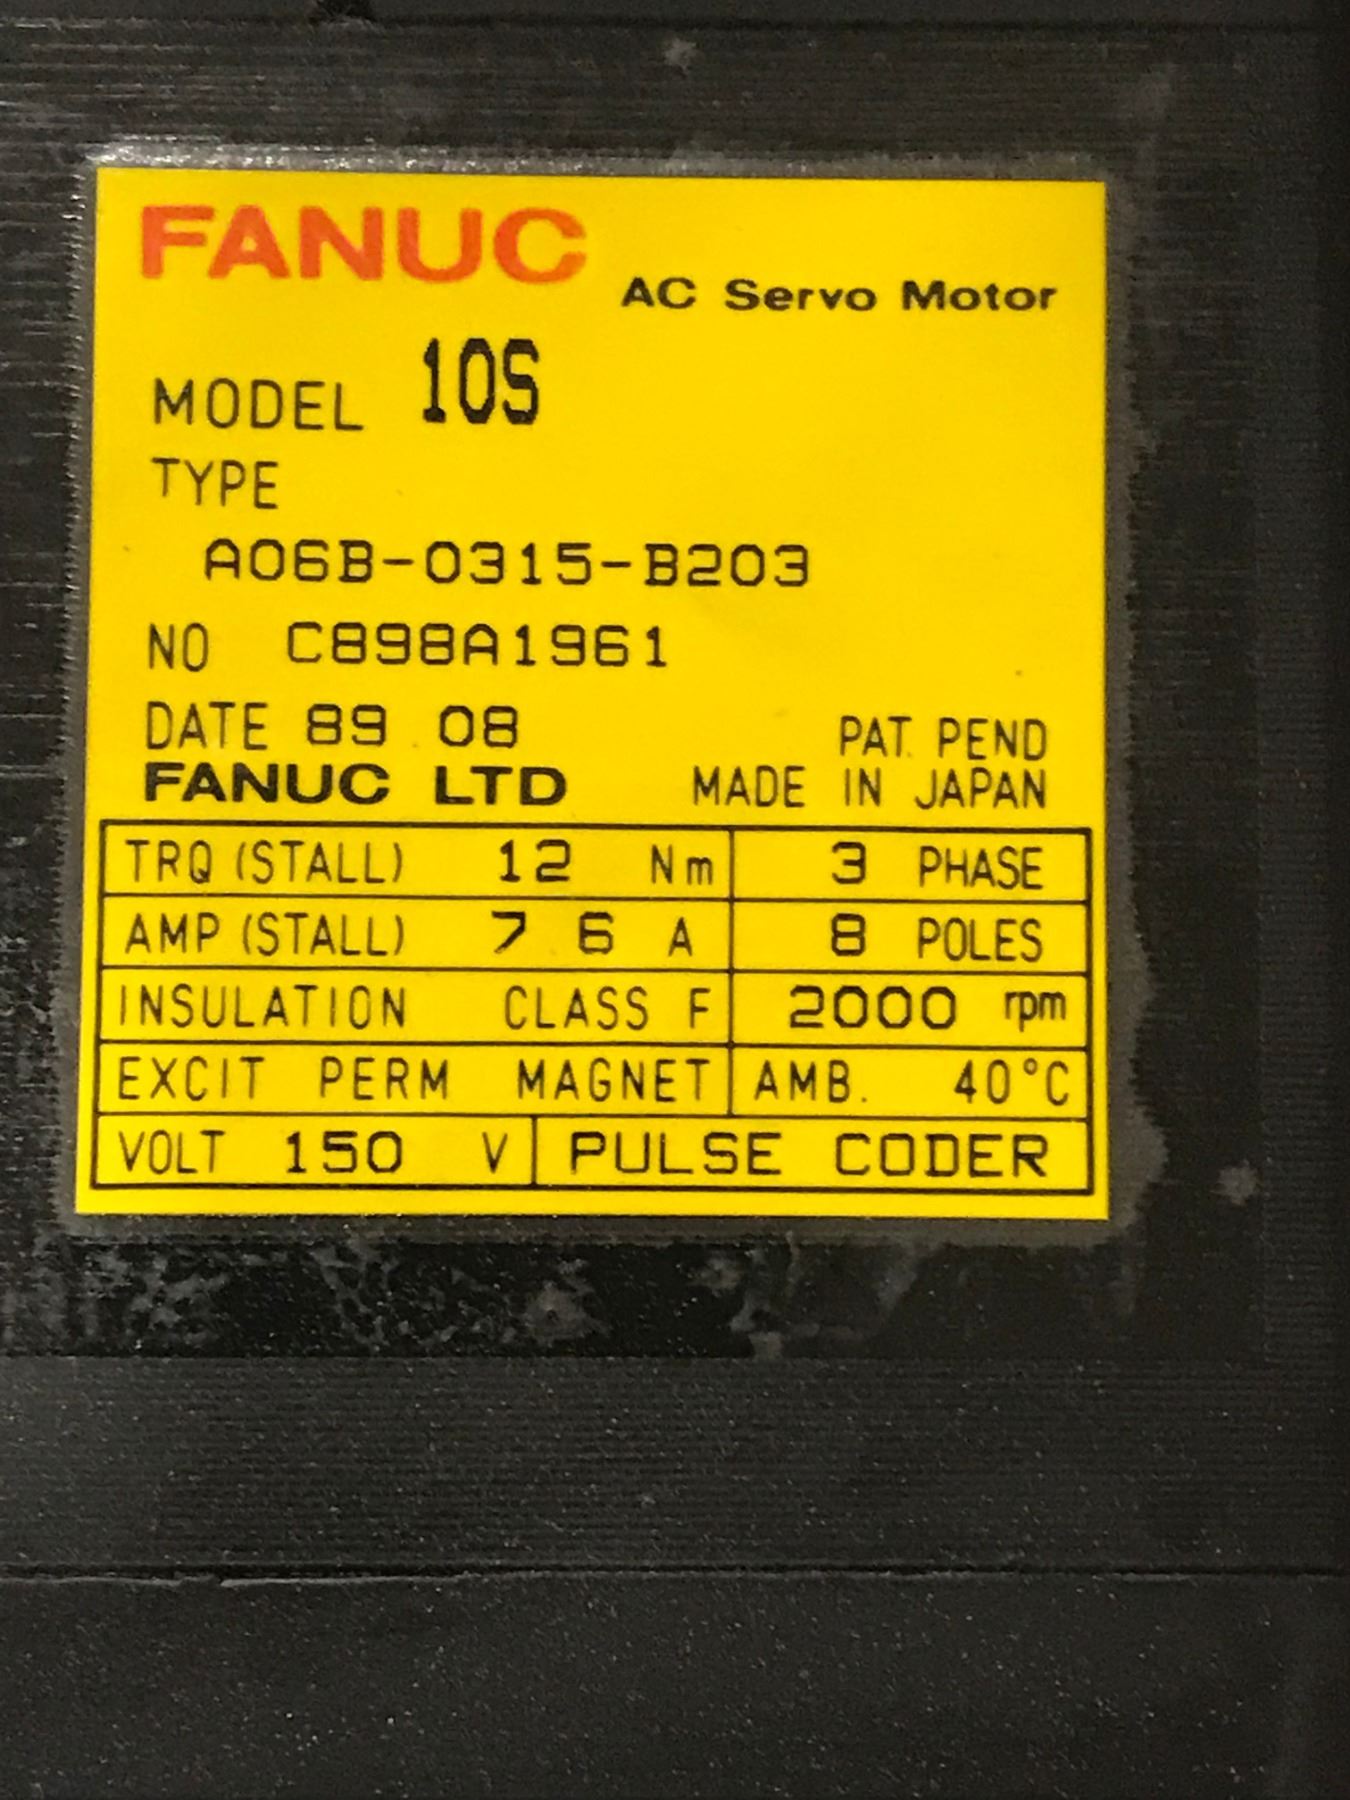 FANUC
AC Servo Motor
MODEL 10S
TYPE
A06B-0315-B203
NO C898A1961
DATE 89.08
PAT. PEND
FANUC LTD MADE IN JAPAN
TRQ (STALL) 12 Nm 3 PHASE
AMP (STALL) 7.6 A 8 POLES
INSULATION CLASS F 2000 rpm
EXCIT PERM MAGNET AMB. 40°C
VOLT 150 V PULSE CODER